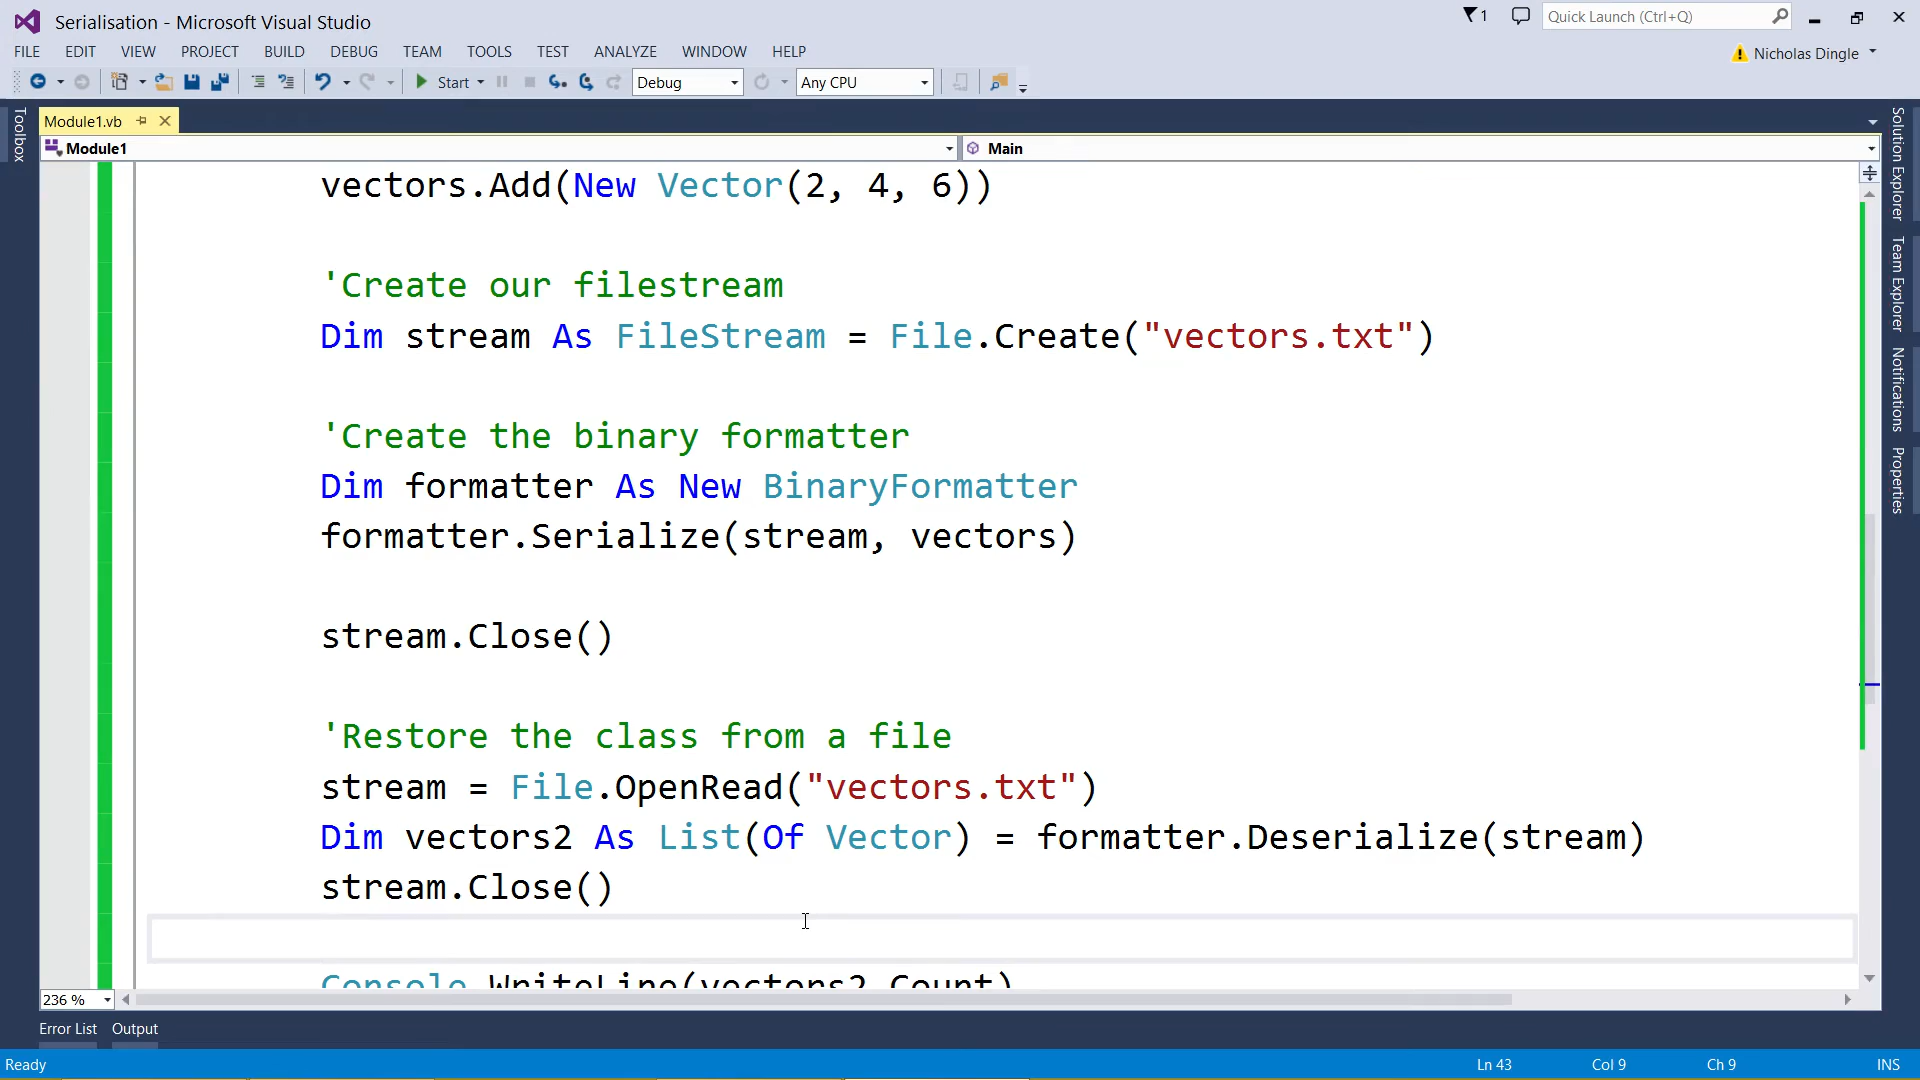 Serialisation - Microsoft Visual Studio
1
Quick Launch (Ctrl+Q)
FILE EDIT VIEW PROJECT BUILD DEBUG TEAM TOOLS TEST ANALYZE WINDOW HELP
Nicholas Dingle
Start
Debug
Any CPU
Toolbox
Module1.vb
Module1
Main
vectors.Add(New Vector(2, 4, 6))
'Create our filestream
Dim stream As FileStream = File.Create("vectors.txt")
'Create the binary formatter
Dim formatter As New BinaryFormatter
formatter.Serialize(stream, vectors)
stream.Close()
'Restore the class from a file
stream = File.OpenRead("vectors.txt")
Dim vectors2 As List(Of Vector) = formatter.Deserialize(stream)
stream.Close()
Console.WriteLine(vectors2.Count)
Solution Explorer
Team Explorer
Notifications
Properties
236 %
Error List Output
Ready
Ln 43 Col 9 Ch 9 INS